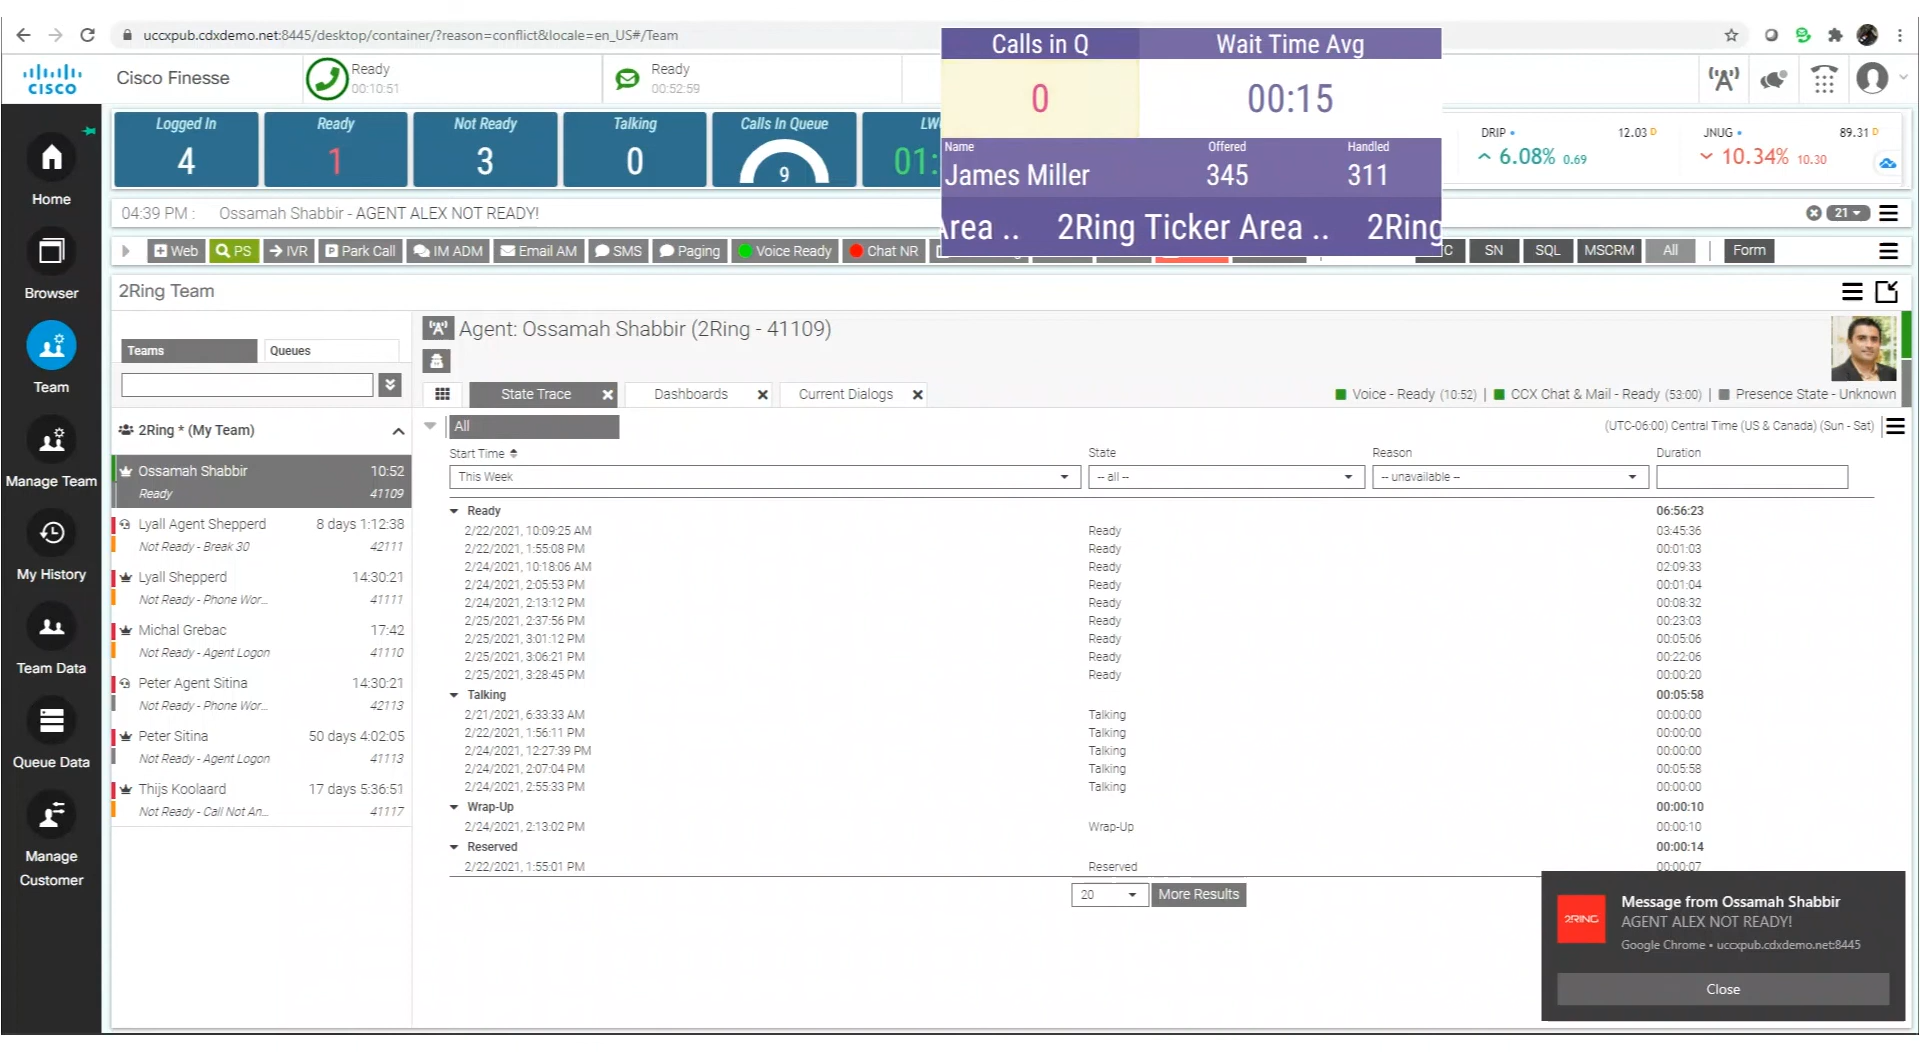 uccxpub.cdxdemo.net:8445/desktop/container/?reason=conflict&locale=en_US#/Team
CISCO
Cisco Finesse
Ready
00:10:51
Ready
00:52:59
Calls in Q
Wait Time Avg
0
00:15
Name
Offered
Handled
James Miller
345
311
Area ..
2Ring Ticker Area ..
2Ring
Logged In
4
Ready
1
Not Ready
3
Talking
0
Calls In Queue
9
01:
DRIP
12.03 D
6.08% 0.69
JNUG
89.31 D
10.34% 10.30
04:39 PM :
Ossamah Shabbir - AGENT ALEX NOT READY!
21
Web
PS
IVR
P Park Call
IM ADM
Email AM
SMS
Paging
Voice Ready
Chat NR
SN
SQL
MSCRM
All
Form
Home
Browser
Team
Manage Team
My History
Team Data
Queue Data
Manage
Customer
2Ring Team
Teams
Queues
2Ring * (My Team)
Ossamah Shabbir
10:52
Ready
41109
Lyall Agent Shepperd
8 days 1:12:38
Not Ready - Break 30
42111
Lyall Shepperd
14:30:21
Not Ready - Phone Wor...
41111
Michal Grebac
17:42
Not Ready - Agent Logon
41110
Peter Agent Sitina
14:30:21
Not Ready - Phone Wor...
42113
Peter Sitina
50 days 4:02:05
Not Ready - Agent Logon
41113
Thijs Koolaard
17 days 5:36:51
Not Ready - Call Not An...
41117
Agent: Ossamah Shabbir (2Ring - 41109)
State Trace
Dashboards
Current Dialogs
Voice - Ready (10:52) | CCX Chat & Mail - Ready (53:00) | Presence State - Unknown
All
(UTC-06:00) Central Time (US & Canada) (Sun - Sat)
Start Time
State
Reason
Duration
This Week
-- all --
-- unavailable --
Ready 06:56:23
2/22/2021, 10:09:25 AM Ready 03:45:36
2/22/2021, 1:55:08 PM Ready 00:01:03
2/24/2021, 10:18:06 AM Ready 02:09:33
2/24/2021, 2:05:53 PM Ready 00:01:04
2/24/2021, 2:13:12 PM Ready 00:08:32
2/25/2021, 2:37:56 PM Ready 00:23:03
2/25/2021, 3:01:12 PM Ready 00:05:06
2/25/2021, 3:06:21 PM Ready 00:22:06
2/25/2021, 3:28:45 PM Ready 00:00:20
Talking 00:05:58
2/21/2021, 6:33:33 AM Talking 00:00:00
2/22/2021, 1:56:11 PM Talking 00:00:00
2/24/2021, 12:27:39 PM Talking 00:00:00
2/24/2021, 2:07:04 PM Talking 00:05:58
2/24/2021, 2:55:33 PM Talking 00:00:00
Wrap-Up 00:00:10
2/24/2021, 2:13:02 PM Wrap-Up 00:00:10
Reserved 00:00:14
2/22/2021, 1:55:01 PM Reserved 00:00:07
20
More Results
2RING
Message from Ossamah Shabbir
AGENT ALEX NOT READY!
Google Chrome • uccxpub.cdxdemo.net:8445
Close